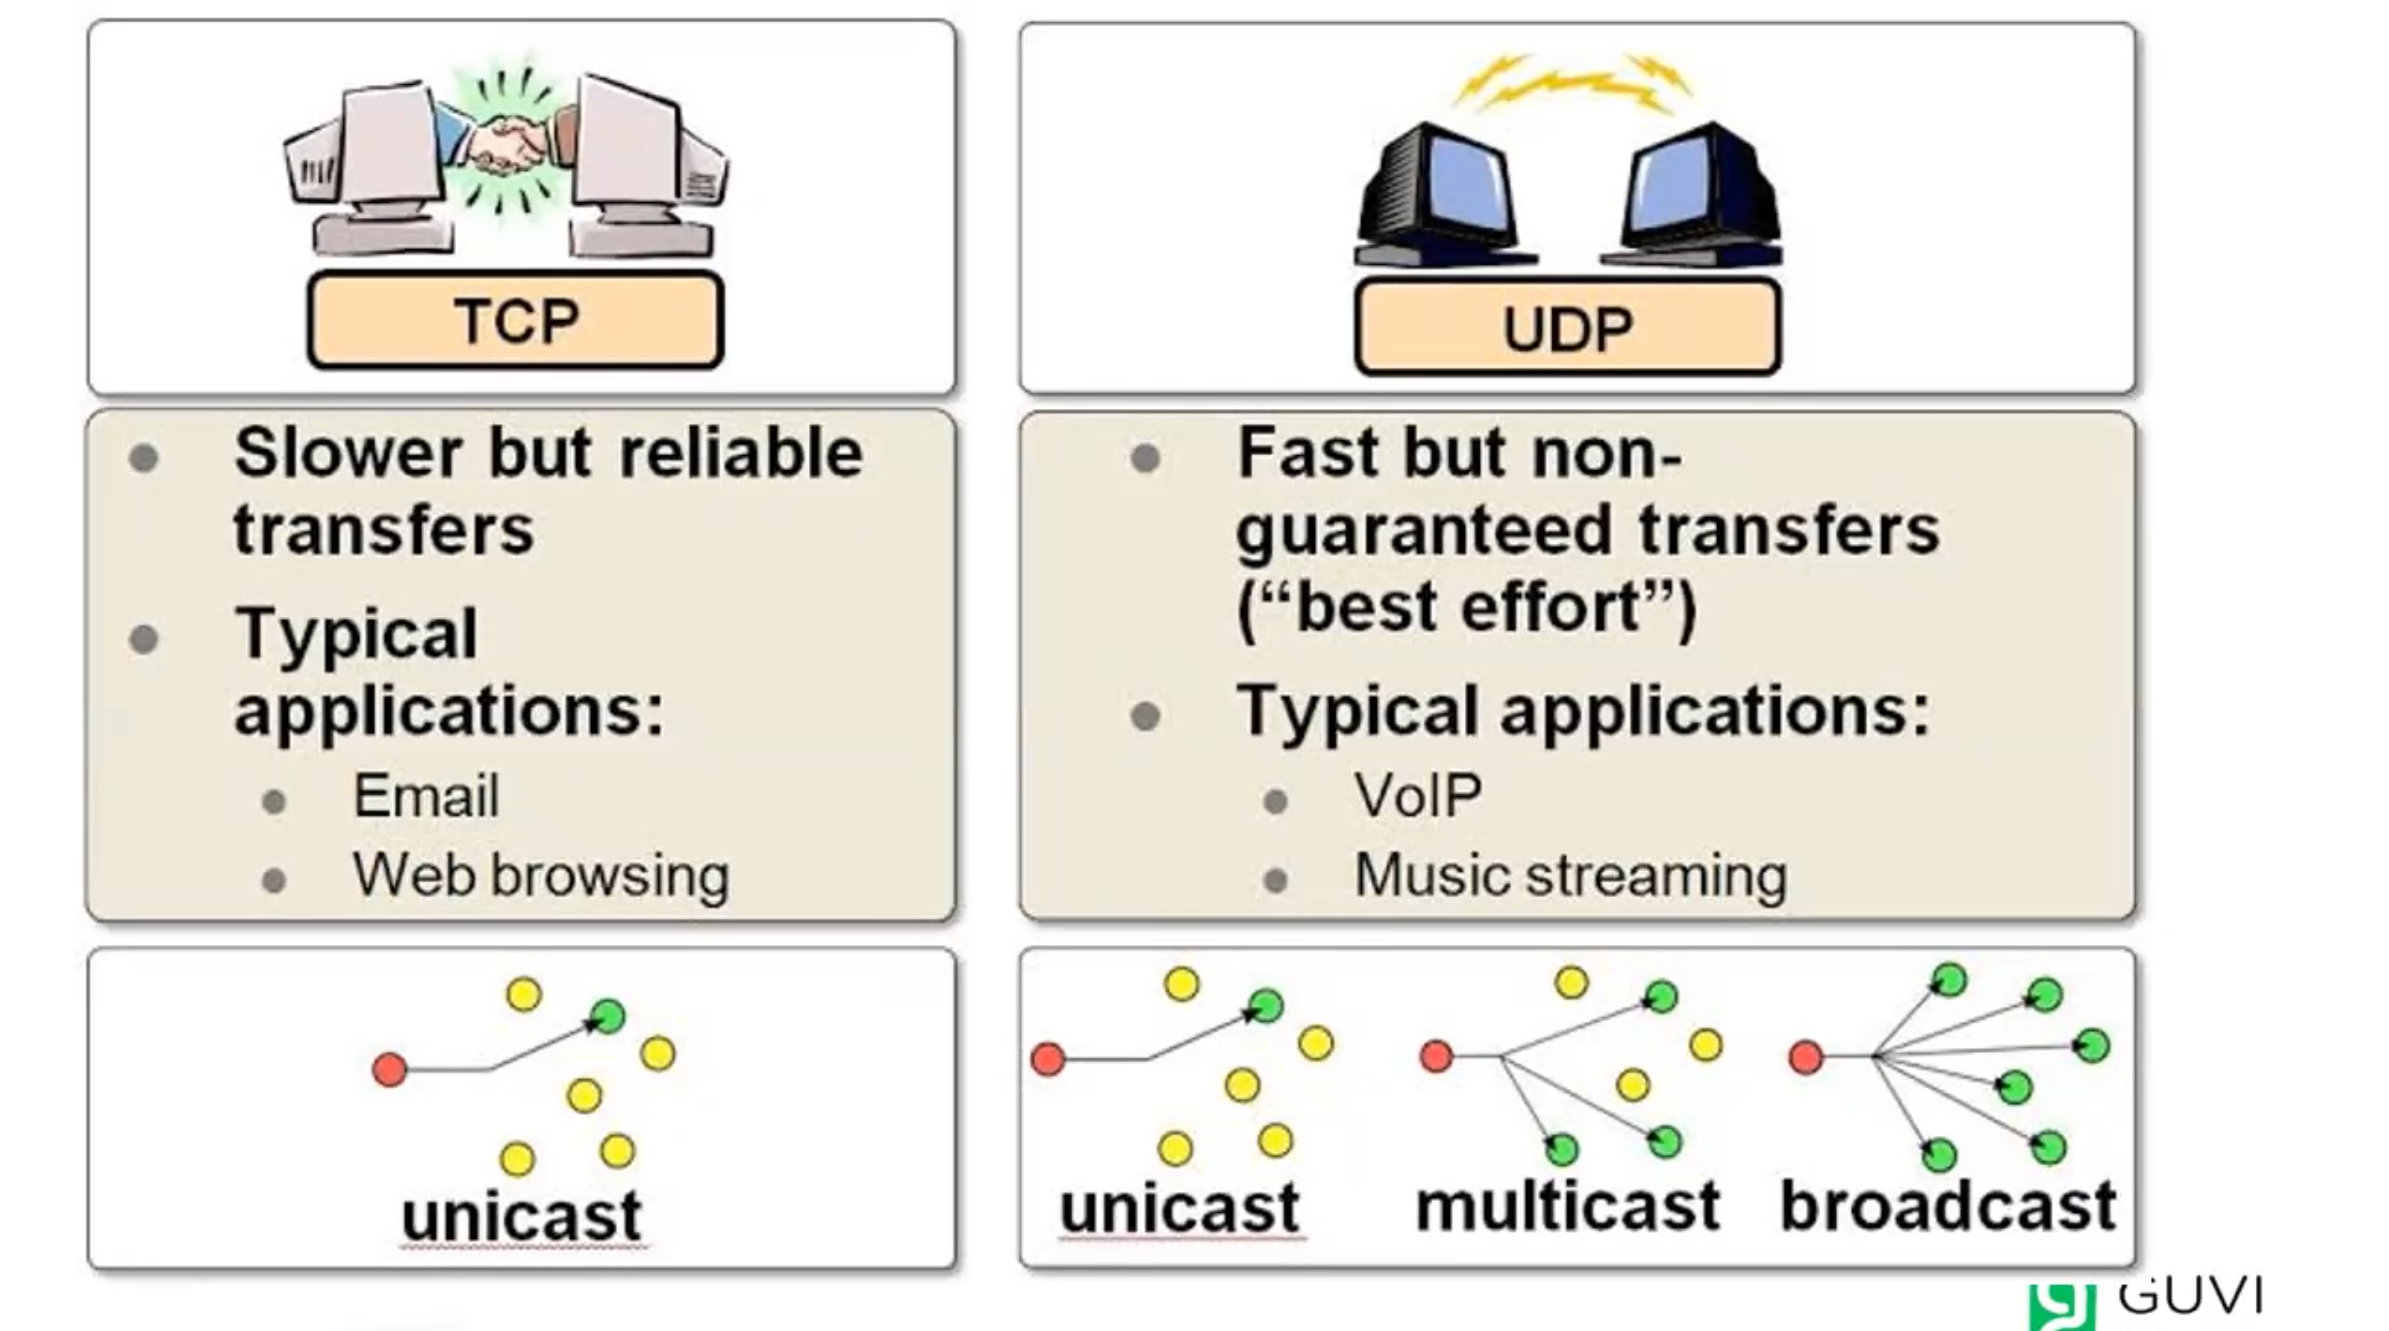 TCP
Slower but reliable
transfers
Typical
applications:
Email
Web browsing
unicast
UDP
Fast but non-
guaranteed transfers
(“best effort”)
Typical applications:
VoIP
Music streaming
unicast
multicast
broadcast
GUVI